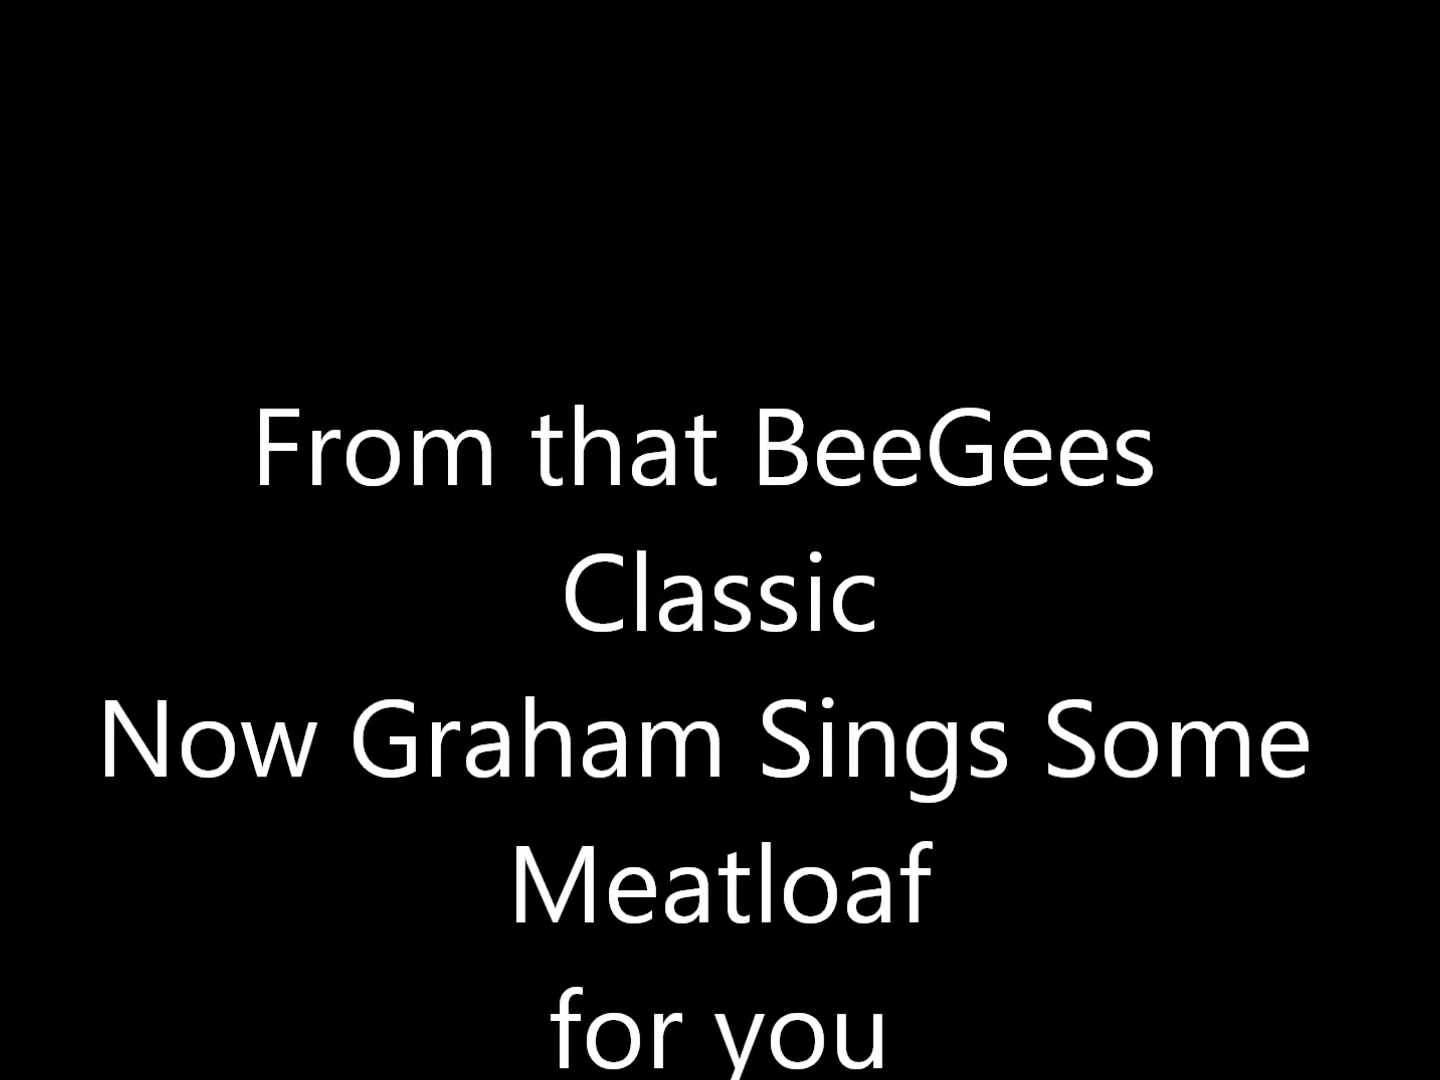 From that BeeGees
Classic
Now Graham Sings Some
Meatloaf
for you